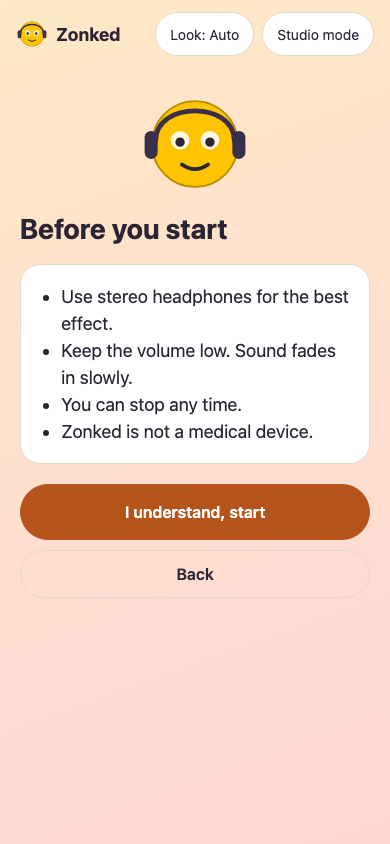 Zonked
Look: Auto
Studio mode
Before you start
Use stereo headphones for the best
effect.
Keep the volume low. Sound fades
in slowly.
You can stop any time.
Zonked is not a medical device.
I understand, start
Back